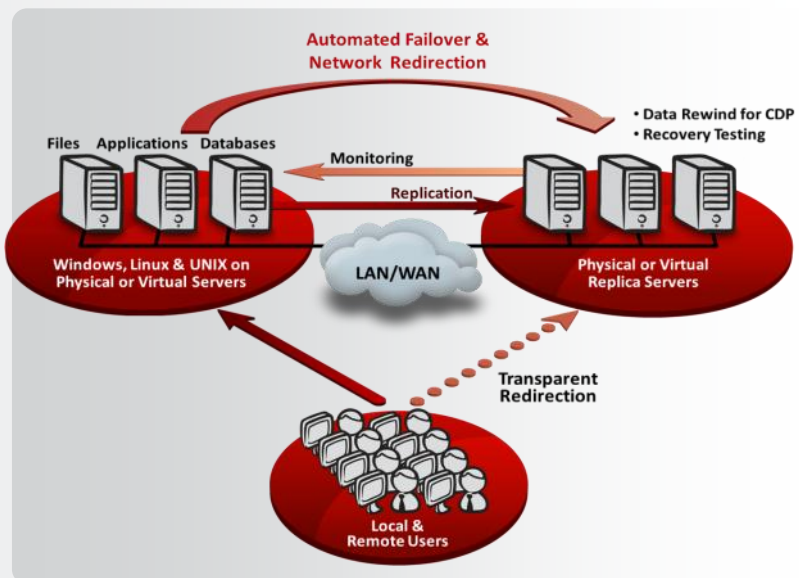 Automated Failover &
Network Redirection
• Data Rewind for CDP
• Recovery Testing
Files Applications Databases
Monitoring
Replication
LAN/WAN
Windows, Linux & UNIX on
Physical or Virtual Servers
Physical or Virtual
Replica Servers
Transparent
Redirection
Local &
Remote Users